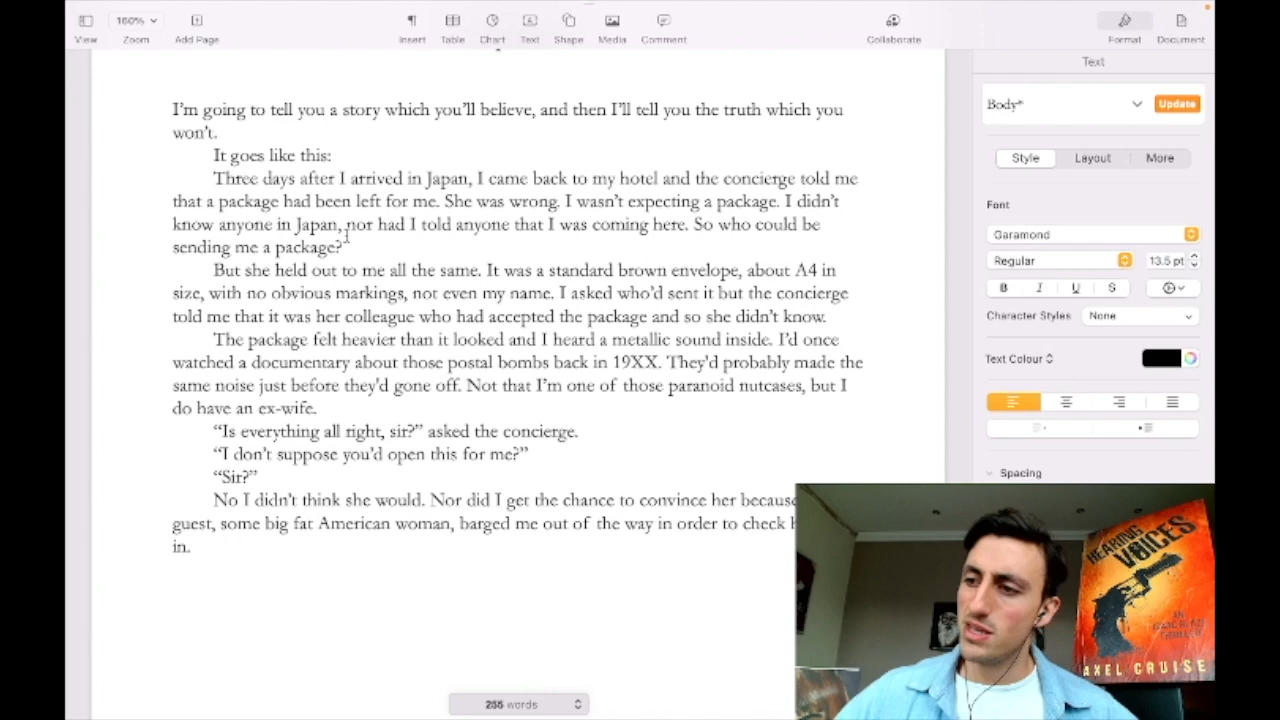 View
160%
Zoom
Add Page
Insert
Table
Chart
Text
Shape
Media
Comment
Collaborate
Format
Document
I'm going to tell you a story which you'll believe, and then I'll tell you the truth which you
won't.
It goes like this:
Three days after I arrived in Japan, I came back to my hotel and the concierge told me
that a package had been left for me. She was wrong. I wasn't expecting a package. I didn't
know anyone in Japan, nor had I told anyone that I was coming here. So who could be
sending me a package?
But she held out to me all the same. It was a standard brown envelope, about A4 in
size, with no obvious markings, not even my name. I asked who'd sent it but the concierge
told me that it was her colleague who had accepted the package and so she didn't know.
The package felt heavier than it looked and I heard a metallic sound inside. I'd once
watched a documentary about those postal bombs back in 19XX. They'd probably made the
same noise just before they'd gone off. Not that I'm one of those paranoid nutcases, but I
do have an ex-wife.
“Is everything all right, sir?” asked the concierge.
“I don't suppose you'd open this for me?”
“Sir?”
No I didn't think she would. Nor did I get the chance to convince her because
guest, some big fat American woman, barged me out of the way in order to check
in.
255 words
Text
Body*
Update
Style
Layout
More
Font
Garamond
Regular
13.5 pt
B I U S
Character Styles
None
Text Colour
Spacing
HEARING
VOICES
AN
THRILLER
AXEL CRUISE